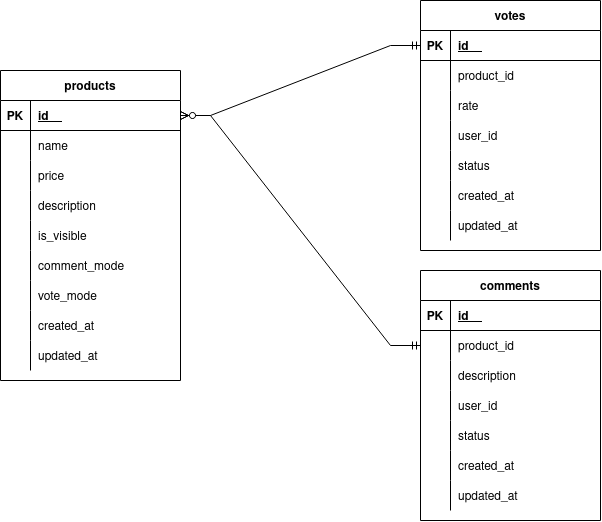 products
PK id
name
price
description
is_visible
comment_mode
vote_mode
created_at
updated_at
votes
PK id
product_id
rate
user_id
status
created_at
updated_at
comments
PK id
product_id
description
user_id
status
created_at
updated_at